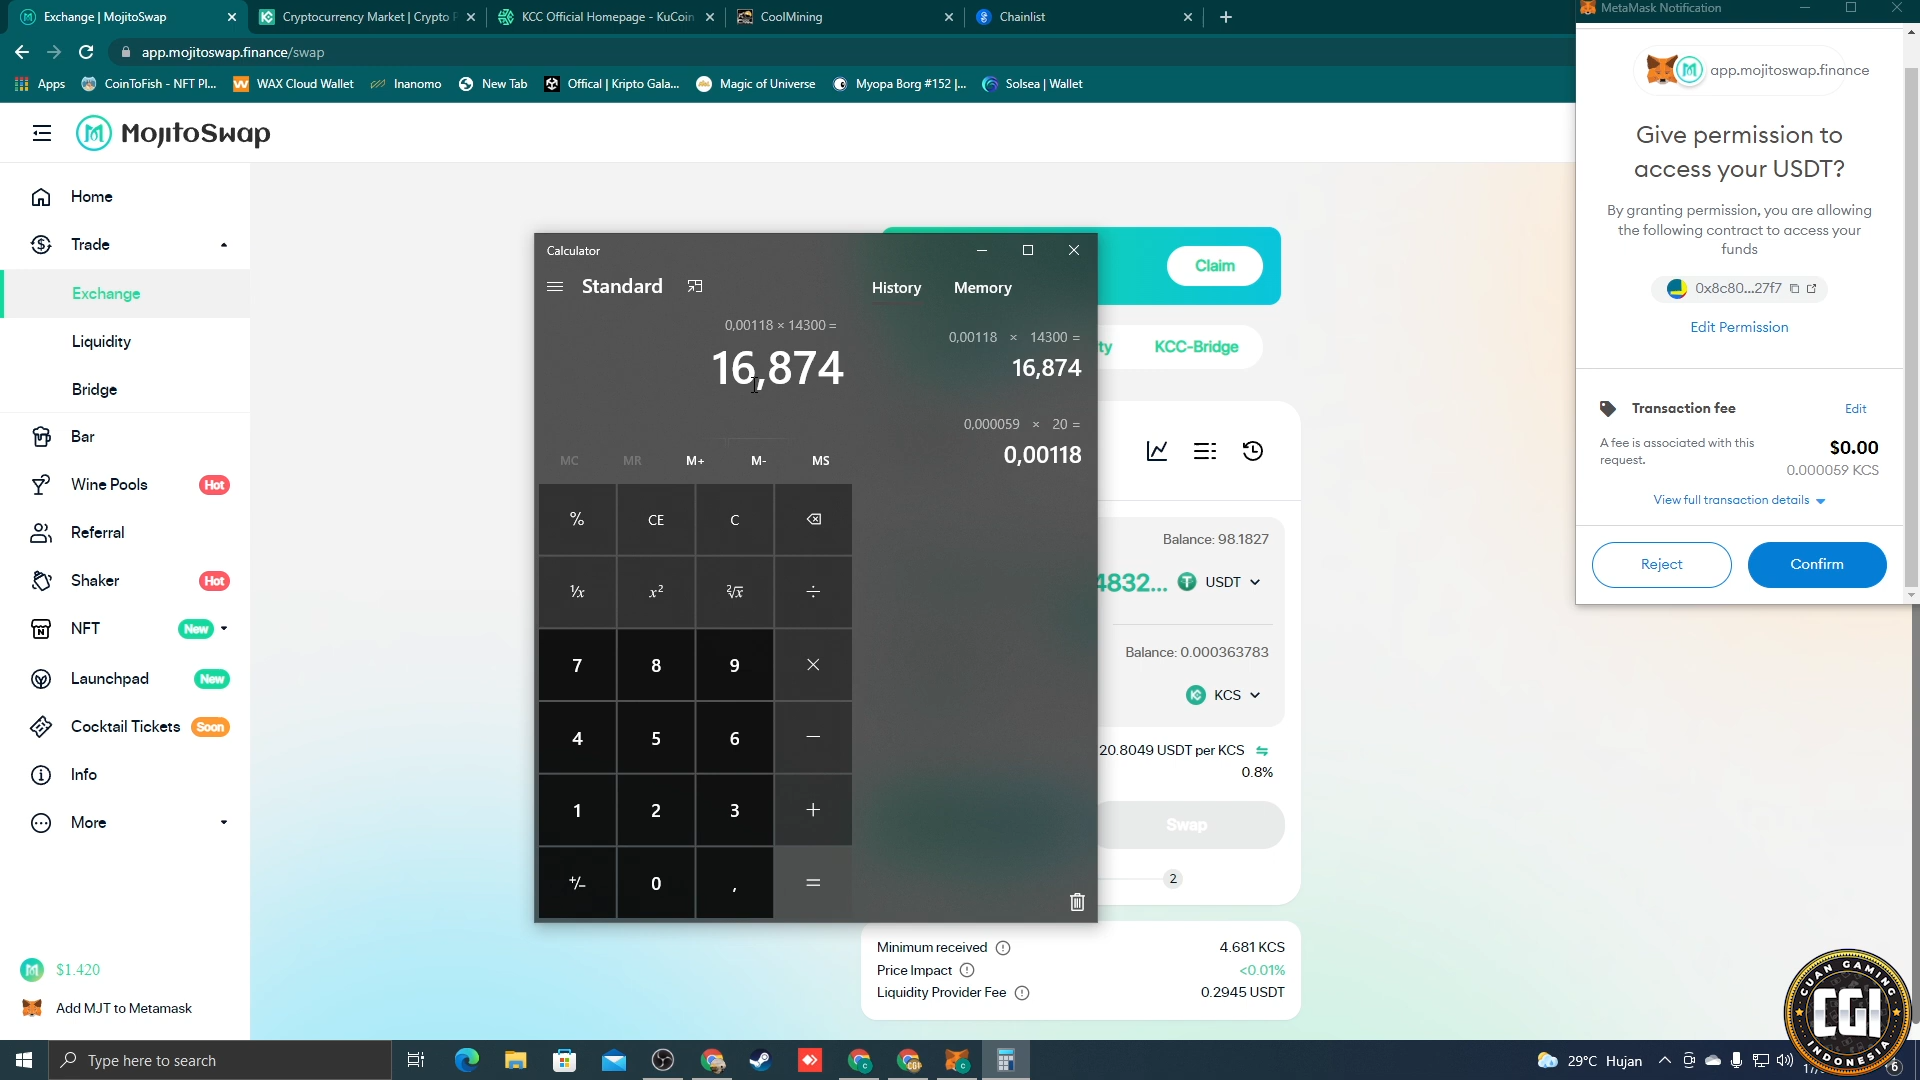 Exchange | MojitoSwap
Cryptocurrency Market | Crypto P
KCC Official Homepage - KuCoin
CoolMining
Chainlist
app.mojitoswap.finance/swap
Apps
CoinToFish - NFT Pl...
WAX Cloud Wallet
Inanomo
New Tab
Offical | Kripto Gala...
Magic of Universe
Myopa Borg #152 |...
Solsea | Wallet
MojitoSwap
Home
Trade
Exchange
Liquidity
Bridge
Bar
Wine Pools
Hot
Referral
Shaker
Hot
NFT
New
Launchpad
New
Cocktail Tickets
Soon
Info
More
$1.420
Add MJT to Metamask
Calculator
Standard
History
Memory
0,00118 × 14300 =
16,874
0,00118 × 14300 =
16,874
0,000059 × 20 =
0,00118
MC
MR
M+
M-
MS
%
CE
C
⌫
¹/x
x²
²√x
÷
7
8
9
×
4
5
6
−
1
2
3
+
+/-
0
,
=
Claim
ty
KCC-Bridge
Balance: 98.1827
4832...
USDT
Balance: 0.000363783
KCS
20.8049 USDT per KCS
0.8%
Swap
2
Minimum received
4.681 KCS
Price Impact
<0.01%
Liquidity Provider Fee
0.2945 USDT
MetaMask Notification
app.mojitoswap.finance
Give permission to
access your USDT?
By granting permission, you are allowing
the following contract to access your
funds
0x8c80...27f7
Edit Permission
Transaction fee
Edit
A fee is associated with this
request.
$0.00
0.000059 KCS
View full transaction details
Reject
Confirm
Type here to search
29°C Hujan
CUAN GAMING
CGI
INDONESIA
6